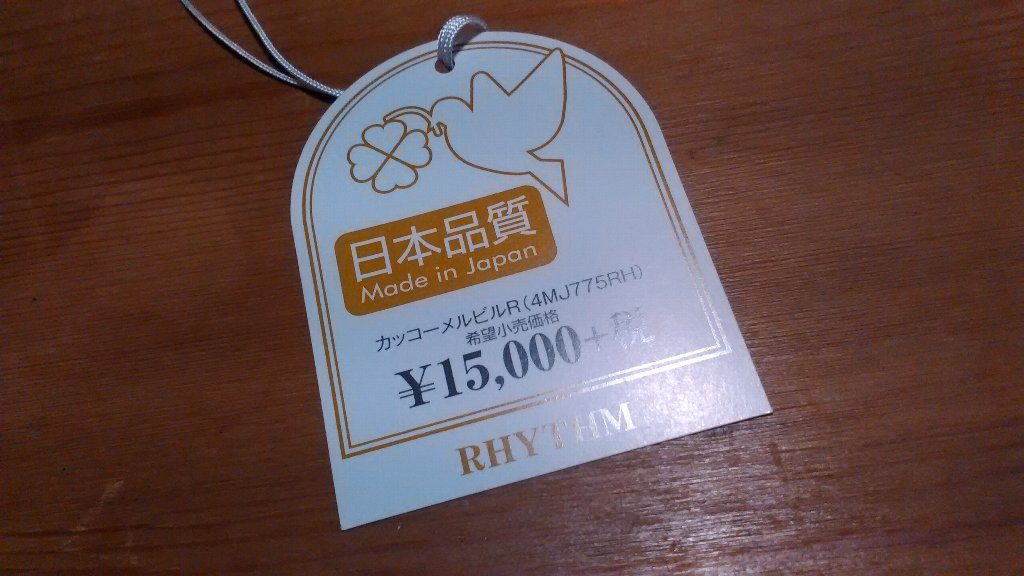 日本品質
Made in Japan
カッコーメルビルR(4MJ775RH)
希望小売価格
¥15,000+税
RHYTHM